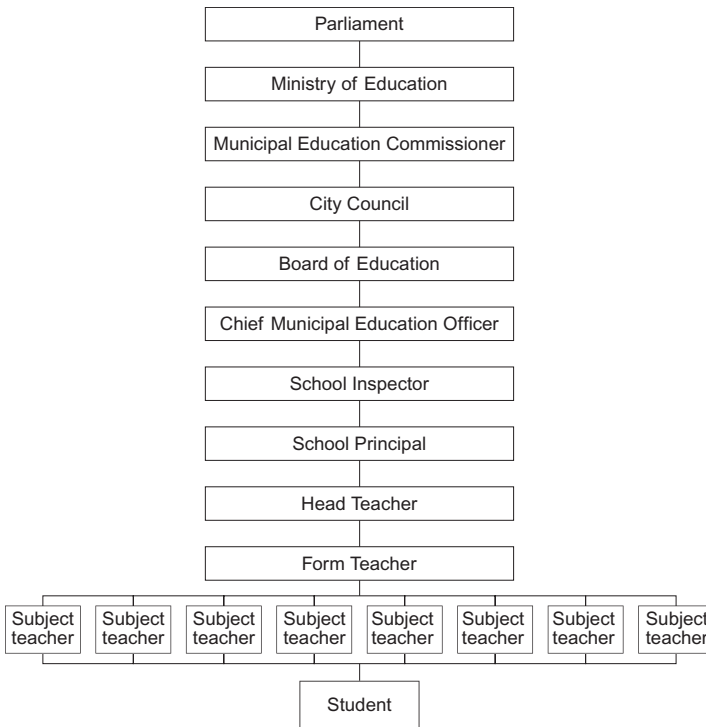 Parliament
Ministry of Education
Municipal Education Commissioner
City Council
Board of Education
Chief Municipal Education Officer
School Inspector
School Principal
Head Teacher
Form Teacher
Subject Subject Subject Subject Subject Subject Subject Subject
teacher teacher teacher teacher teacher teacher teacher teacher
Student